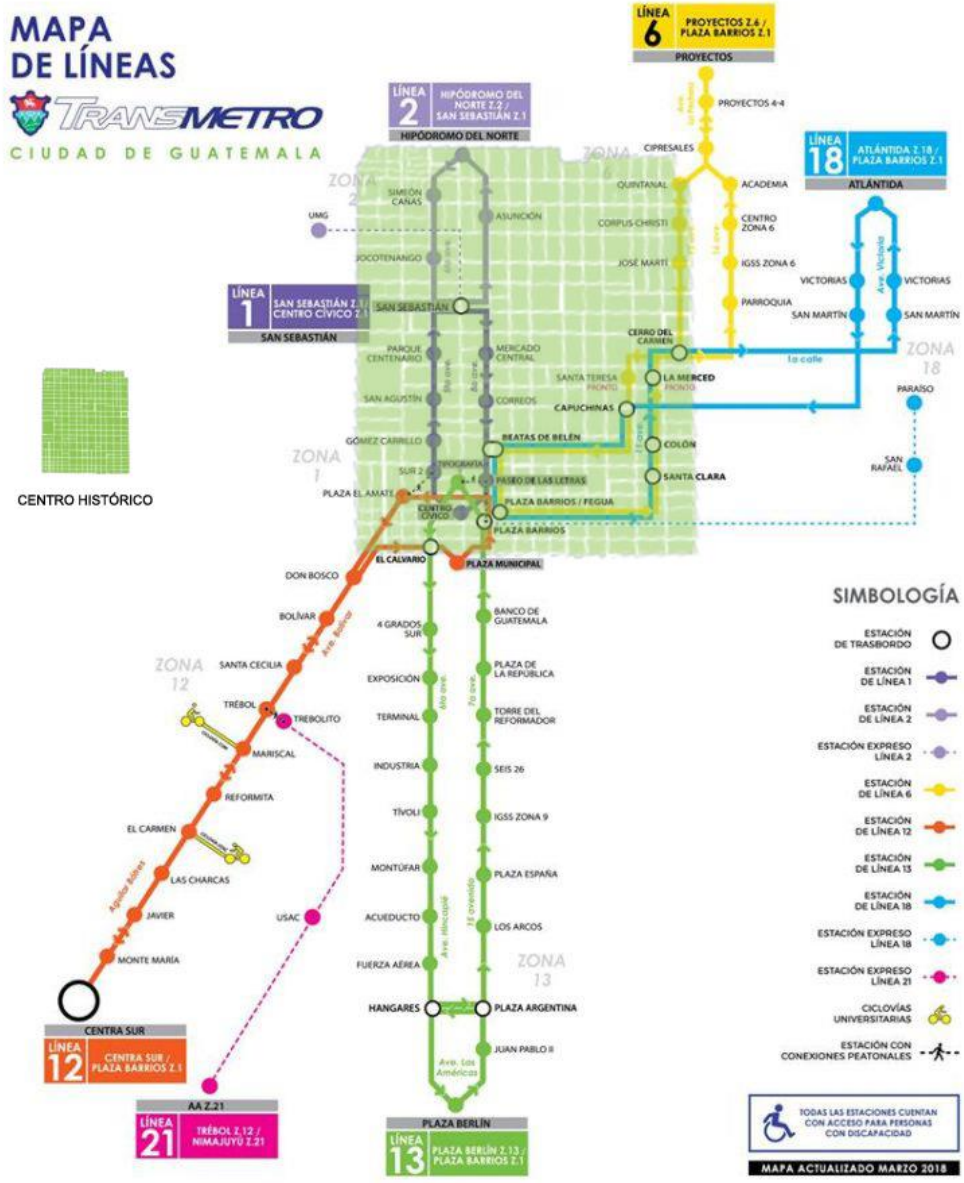 MAPA
DE LÍNEAS
TRANSMETRO
CIUDAD DE GUATEMALA
LÍNEA
6
PROYECTOS Z.6 /
PLAZA BARRIOS Z.1
PROYECTOS
LÍNEA
2
HIPÓDROMO DEL
NORTE Z.2 /
SAN SEBASTIÁN Z.1
HIPÓDROMO DEL NORTE
LÍNEA
18
ATLÁNTIDA Z.18 /
PLAZA BARRIOS Z.1
ATLÁNTIDA
LÍNEA
1
SAN SEBASTIÁN Z.1/
CENTRO CÍVICO Z.1
SAN SEBASTIÁN
PROYECTOS 4-4
CIPRESALES
QUINTANAL
ACADEMIA
CORPUS CHRISTI
CENTRO
ZONA 6
JOSÉ MARTÍ
IGSS ZONA 6
PARROQUIA
CERRO DEL
CARMEN
1a calle
Ave. Victoria
VICTORIAS
VICTORIAS
SAN MARTÍN
SAN MARTÍN
ZONA
18
PARAÍSO
SAN
RAFAEL
ZONA
2
UMG
SIMEÓN
CAÑAS
ASUNCIÓN
JOCOTENANGO
SAN SEBASTIÁN
PARQUE
CENTENARIO
MERCADO
CENTRAL
SAN AGUSTÍN
CORREOS
GÓMEZ CARRILLO
SANTA TERESA
PRONTO
LA MERCED
PRONTO
CAPUCHINAS
BEATAS DE BELÉN
COLÓN
SANTA CLARA
ZONA
1
SUR 2
TIPOGRAFÍA
PASEO DE LAS LETRAS
PLAZA EL AMATE
CENTRO
CÍVICO
PLAZA BARRIOS / FEGUA
PLAZA BARRIOS
EL CALVARIO
PLAZA MUNICIPAL
CENTRO HISTÓRICO
DON BOSCO
BOLÍVAR
Ave. Bolívar
SANTA CECILIA
ZONA
12
TRÉBOL
TREBOLITO
MARISCAL
REFORMITA
EL CARMEN
LAS CHARCAS
Aguilar Bátres
JAVIER
MONTE MARÍA
CENTRA SUR
LÍNEA
12
CENTRA SUR /
PLAZA BARRIOS Z.1
USAC
AA Z.21
LÍNEA
21
TRÉBOL Z.12 /
NIMAJUYÚ Z.21
4 GRADOS
SUR
BANCO DE
GUATEMALA
EXPOSICIÓN
6ta ave.
7a ave.
PLAZA DE
LA REPÚBLICA
TERMINAL
TORRE DEL
REFORMADOR
INDUSTRIA
SEIS 26
TÍVOLI
IGSS ZONA 9
MONTÚFAR
PLAZA ESPAÑA
ACUEDUCTO
Ave. Hincapié
15 avenida
LOS ARCOS
FUERZA AÉREA
ZONA
13
HANGARES
PLAZA ARGENTINA
JUAN PABLO II
Ave. Las
Américas
PLAZA BERLÍN
LÍNEA
13
PLAZA BERLÍN Z.13 /
PLAZA BARRIOS Z.1
SIMBOLOGÍA
ESTACIÓN
DE TRASBORDO
ESTACIÓN
DE LÍNEA 1
ESTACIÓN
DE LÍNEA 2
ESTACIÓN EXPRESO
LÍNEA 2
ESTACIÓN
DE LÍNEA 6
ESTACIÓN
DE LÍNEA 12
ESTACIÓN
DE LÍNEA 13
ESTACIÓN
DE LÍNEA 18
ESTACIÓN EXPRESO
LÍNEA 18
ESTACIÓN EXPRESO
LÍNEA 21
CICLOVÍAS
UNIVERSITARIAS
ESTACIÓN CON
CONEXIONES PEATONALES
TODAS LAS ESTACIONES CUENTAN
CON ACCESO PARA PERSONAS
CON DISCAPACIDAD
MAPA ACTUALIZADO MARZO 2018